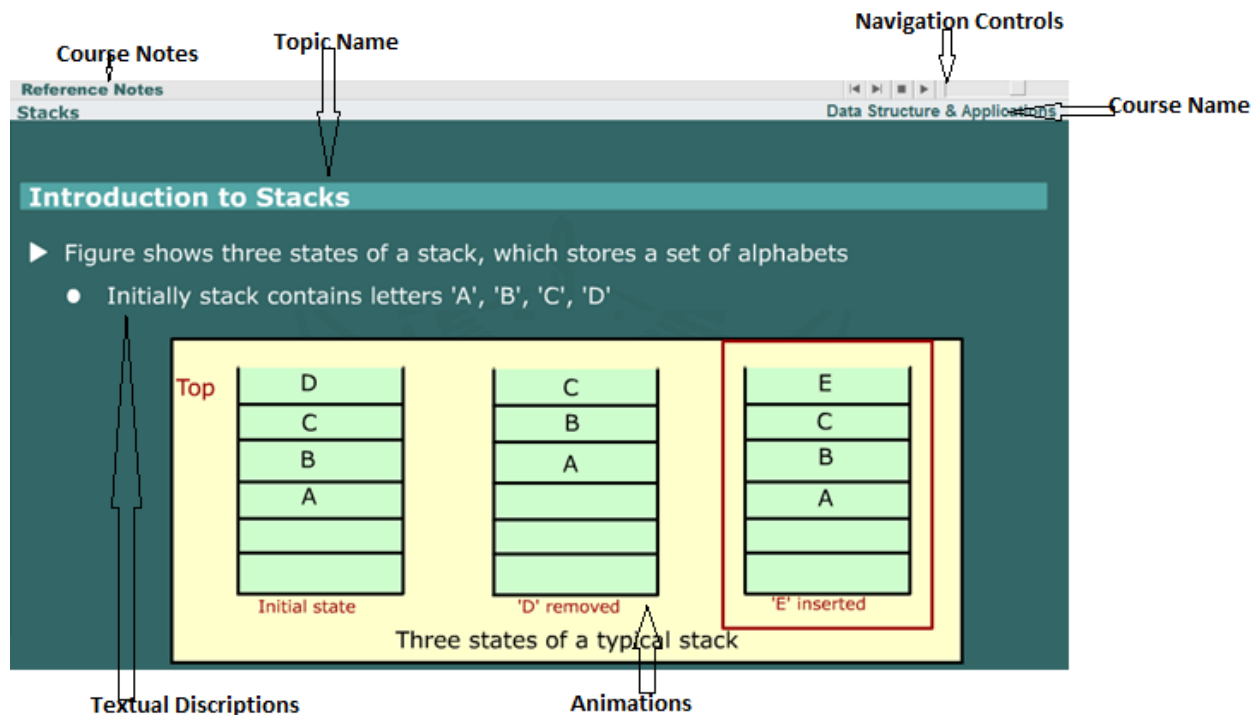 Navigation Controls
Course Notes
Topic Name
Reference Notes
Stacks
Data Structure & Applications
Course Name
Introduction to Stacks
Figure shows three states of a stack, which stores a set of alphabets
Initially stack contains letters 'A', 'B', 'C', 'D'
Top
D
C
B
A
Initial state
C
B
A
'D' removed
E
C
B
A
'E' inserted
Three states of a typical stack
Textual Discriptions
Animations